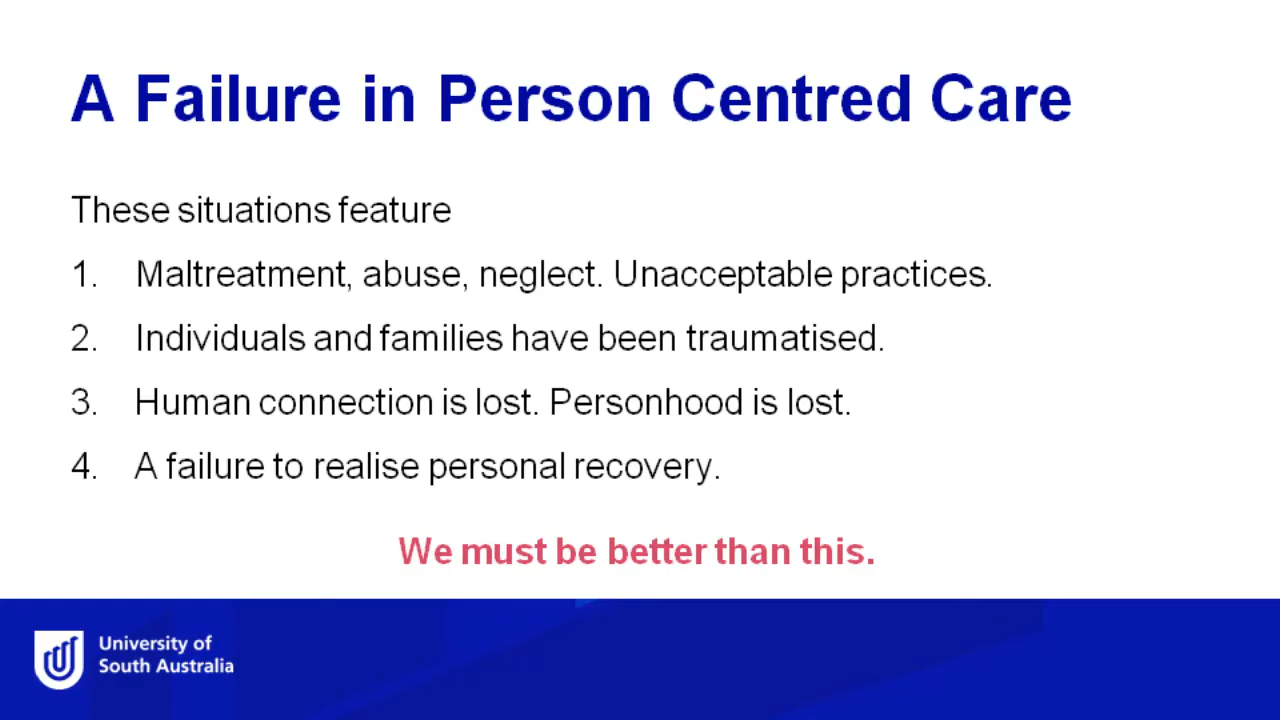 A Failure in Person Centred Care
These situations feature
1. Maltreatment, abuse, neglect. Unacceptable practices.
2. Individuals and families have been traumatised.
3. Human connection is lost. Personhood is lost.
4. A failure to realise personal recovery.
We must be better than this.
University of
South Australia